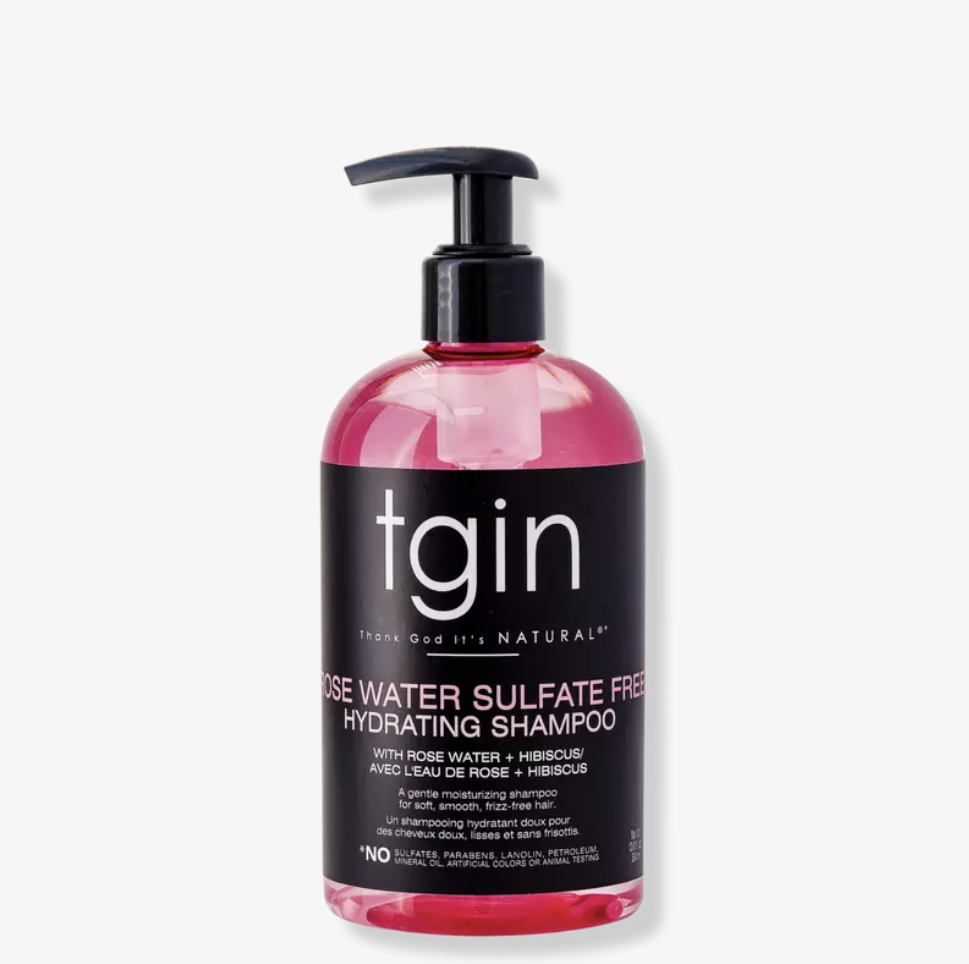 tgin
Thank God It's NATURAL®*
ROSE WATER SULFATE FREE
HYDRATING SHAMPOO
WITH ROSE WATER + HIBISCUS/
AVEC L'EAU DE ROSE + HIBISCUS
A gentle moisturizing shampoo
for soft, smooth, frizz-free hair.
Un shampooing hydratant doux pour
des cheveux doux, lisses et sans frisottis.
*NO SULFATES, PARABENS, LANOLIN, PETROLEUM,
MINERAL OIL, ARTIFICIAL COLORS OR ANIMAL TESTING